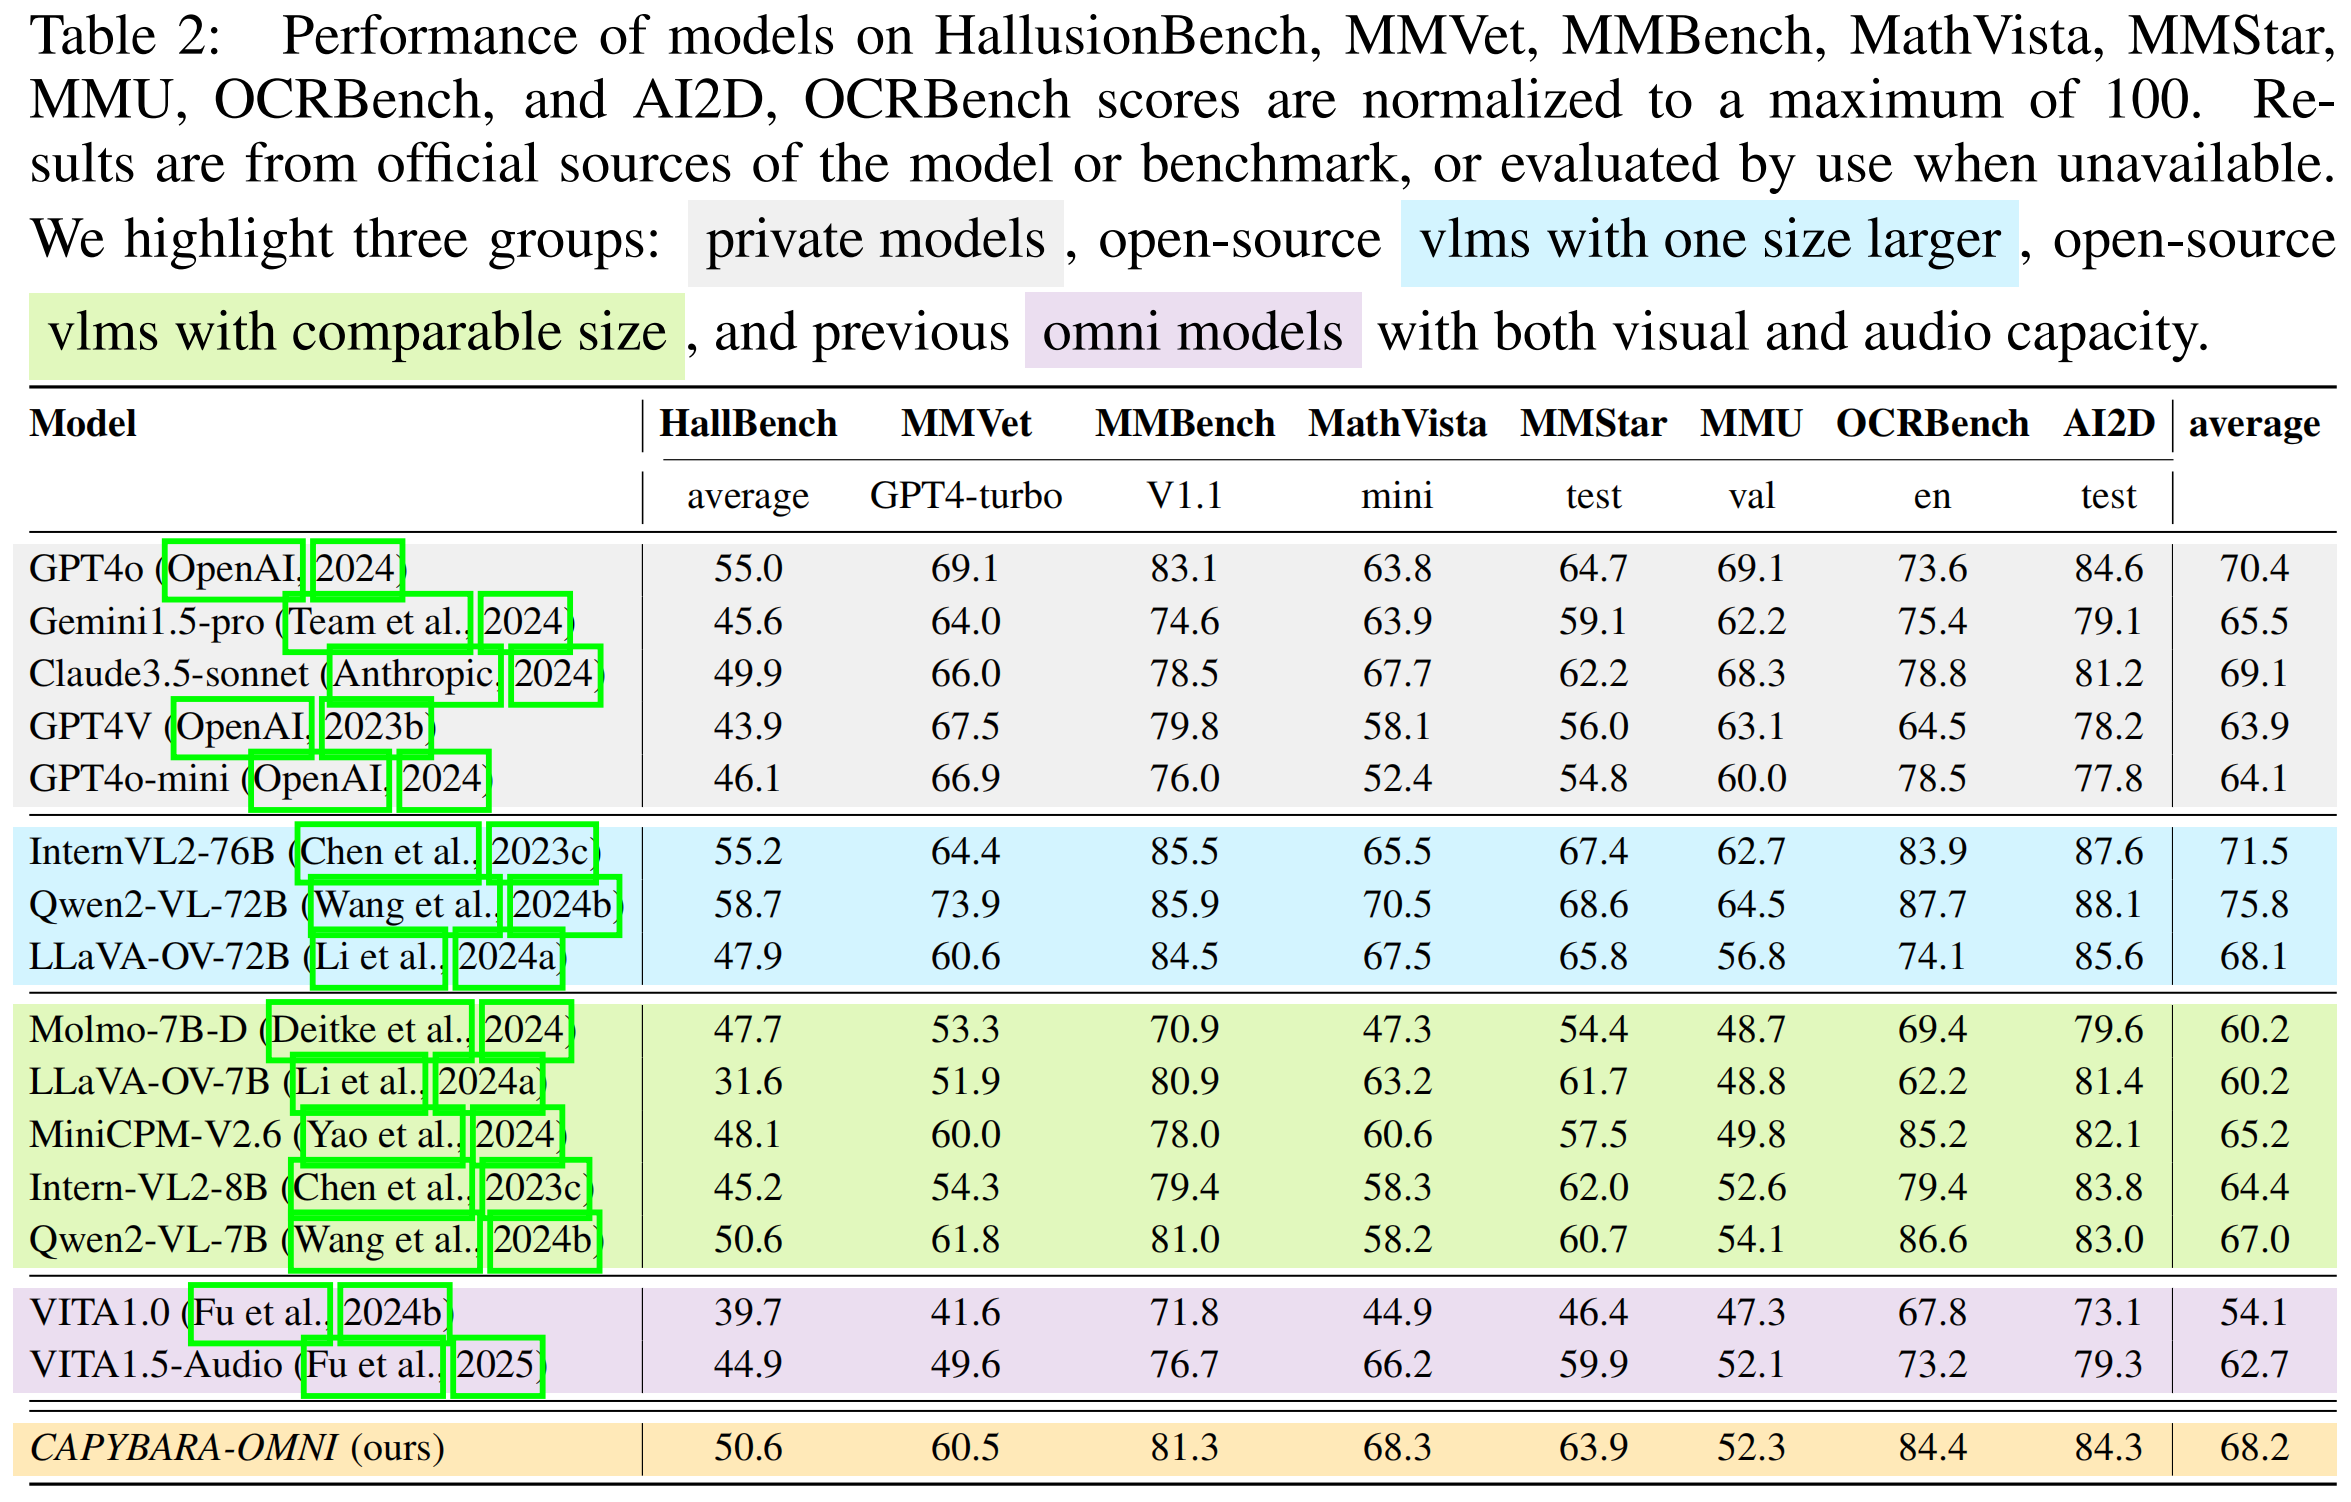 Table 2: Performance of models on HallusionBench, MMVet, MMBench, MathVista, MMStar,
MMU, OCRBench, and AI2D, OCRBench scores are normalized to a maximum of 100. Re-
sults are from official sources of the model or benchmark, or evaluated by use when unavailable.
We highlight three groups: private models , open-source vlms with one size larger , open-source
vlms with comparable size , and previous omni models with both visual and audio capacity.
Model HallBench MMVet MMBench MathVista MMStar MMU OCRBench AI2D average
average GPT4-turbo V1.1 mini test val en test
GPT4o (OpenAI, 2024) 55.0 69.1 83.1 63.8 64.7 69.1 73.6 84.6 70.4
Gemini1.5-pro (Team et al., 2024) 45.6 64.0 74.6 63.9 59.1 62.2 75.4 79.1 65.5
Claude3.5-sonnet (Anthropic, 2024) 49.9 66.0 78.5 67.7 62.2 68.3 78.8 81.2 69.1
GPT4V (OpenAI, 2023b) 43.9 67.5 79.8 58.1 56.0 63.1 64.5 78.2 63.9
GPT4o-mini (OpenAI, 2024) 46.1 66.9 76.0 52.4 54.8 60.0 78.5 77.8 64.1
InternVL2-76B (Chen et al., 2023c) 55.2 64.4 85.5 65.5 67.4 62.7 83.9 87.6 71.5
Qwen2-VL-72B (Wang et al., 2024b) 58.7 73.9 85.9 70.5 68.6 64.5 87.7 88.1 75.8
LLaVA-OV-72B (Li et al., 2024a) 47.9 60.6 84.5 67.5 65.8 56.8 74.1 85.6 68.1
Molmo-7B-D (Deitke et al., 2024) 47.7 53.3 70.9 47.3 54.4 48.7 69.4 79.6 60.2
LLaVA-OV-7B (Li et al., 2024a) 31.6 51.9 80.9 63.2 61.7 48.8 62.2 81.4 60.2
MiniCPM-V2.6 (Yao et al., 2024) 48.1 60.0 78.0 60.6 57.5 49.8 85.2 82.1 65.2
Intern-VL2-8B (Chen et al., 2023c) 45.2 54.3 79.4 58.3 62.0 52.6 79.4 83.8 64.4
Qwen2-VL-7B (Wang et al., 2024b) 50.6 61.8 81.0 58.2 60.7 54.1 86.6 83.0 67.0
VITA1.0 (Fu et al., 2024b) 39.7 41.6 71.8 44.9 46.4 47.3 67.8 73.1 54.1
VITA1.5-Audio (Fu et al., 2025) 44.9 49.6 76.7 66.2 59.9 52.1 73.2 79.3 62.7
CAPYBARA-OMNI (ours) 50.6 60.5 81.3 68.3 63.9 52.3 84.4 84.3 68.2